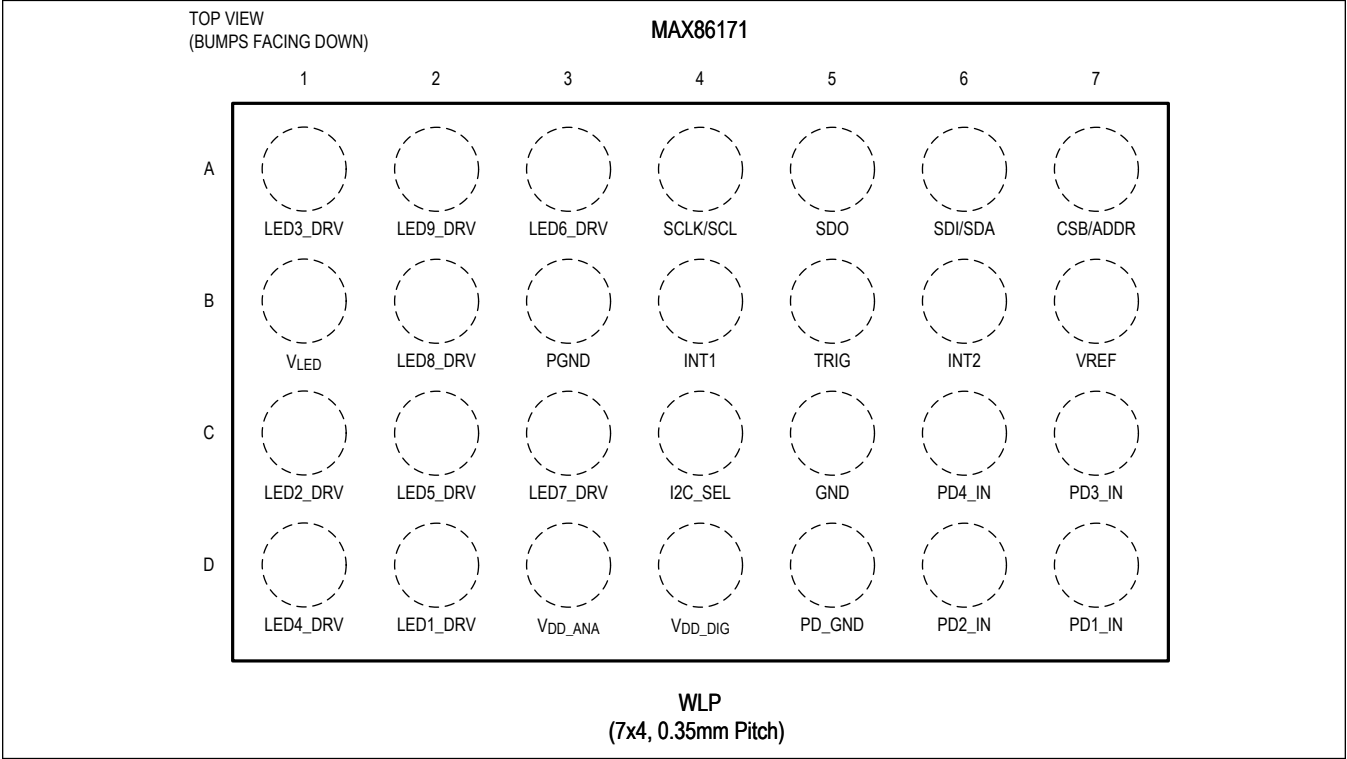 TOP VIEW
(BUMPS FACING DOWN)
MAX86171
1 2 3 4 5 6 7
A
LED3_DRV LED9_DRV LED6_DRV SCLK/SCL SDO SDI/SDA CSB/ADDR
B
VLED LED8_DRV PGND INT1 TRIG INT2 VREF
C
LED2_DRV LED5_DRV LED7_DRV I2C_SEL GND PD4_IN PD3_IN
D
LED4_DRV LED1_DRV VDD_ANA VDD_DIG PD_GND PD2_IN PD1_IN
WLP
(7x4, 0.35mm Pitch)